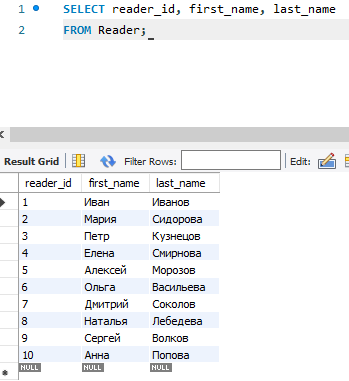 1 SELECT reader_id, first_name, last_name
2 FROM Reader;
Result Grid Filter Rows: Edit:
reader_id first_name last_name
1 Иван Иванов
2 Мария Сидорова
3 Петр Кузнецов
4 Елена Смирнова
5 Алексей Морозов
6 Ольга Васильева
7 Дмитрий Соколов
8 Наталья Лебедева
9 Сергей Волков
10 Анна Попова
NULL NULL NULL